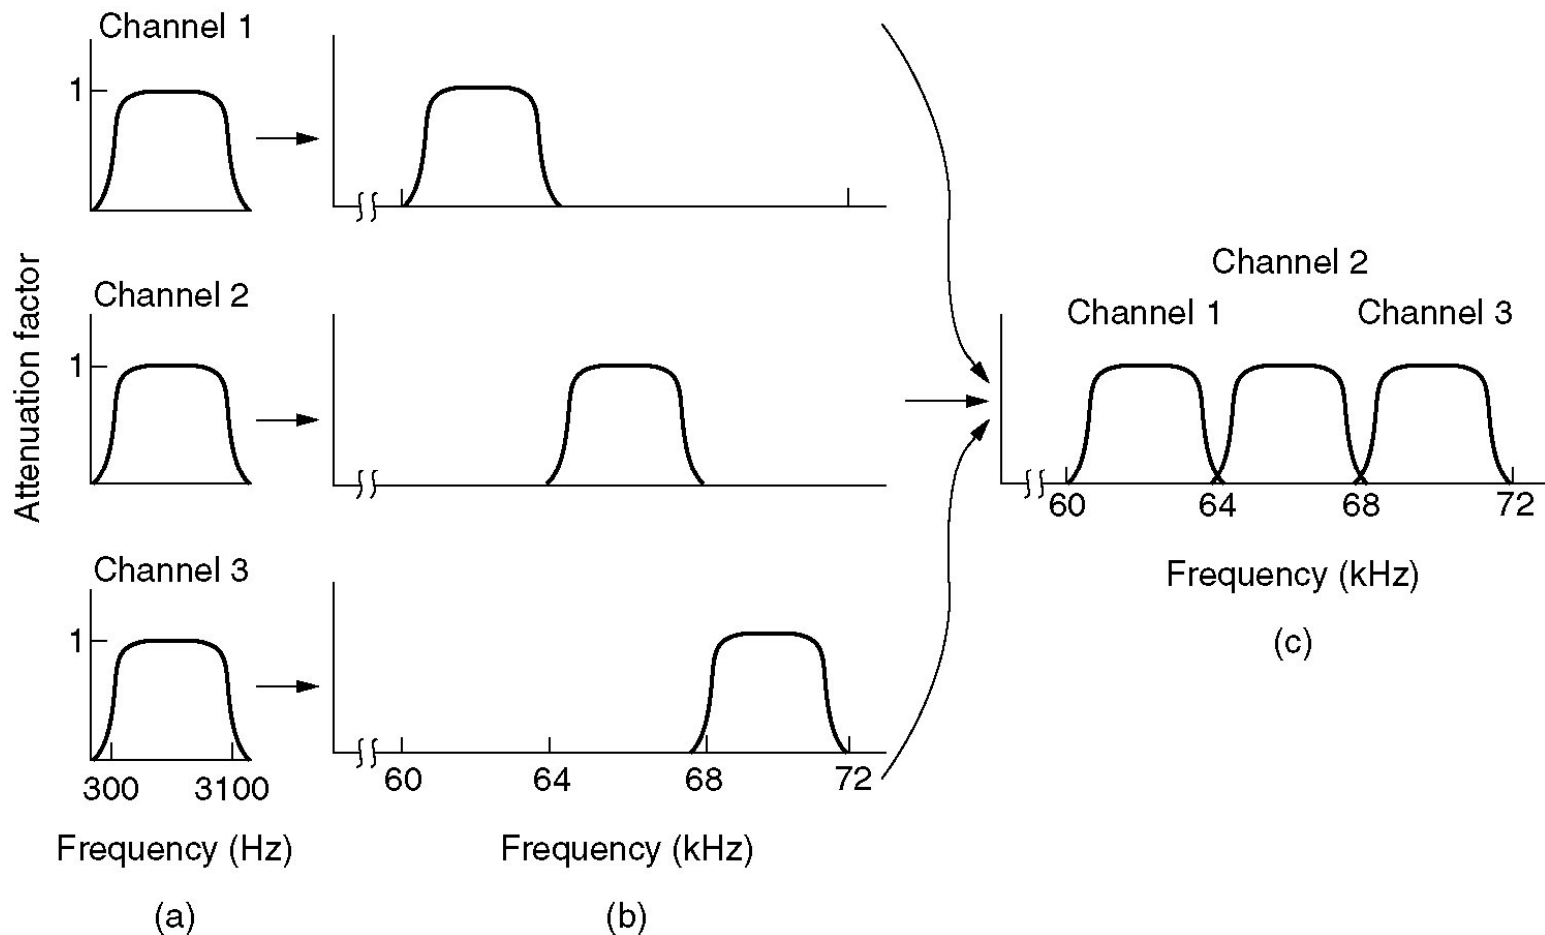 Channel 1
1
Attenuation factor
Channel 2
1
Channel 3
1
300 3100
Frequency (Hz)
(a)
60 64 68 72
Frequency (kHz)
(b)
Channel 2
Channel 1 Channel 3
60 64 68 72
Frequency (kHz)
(c)